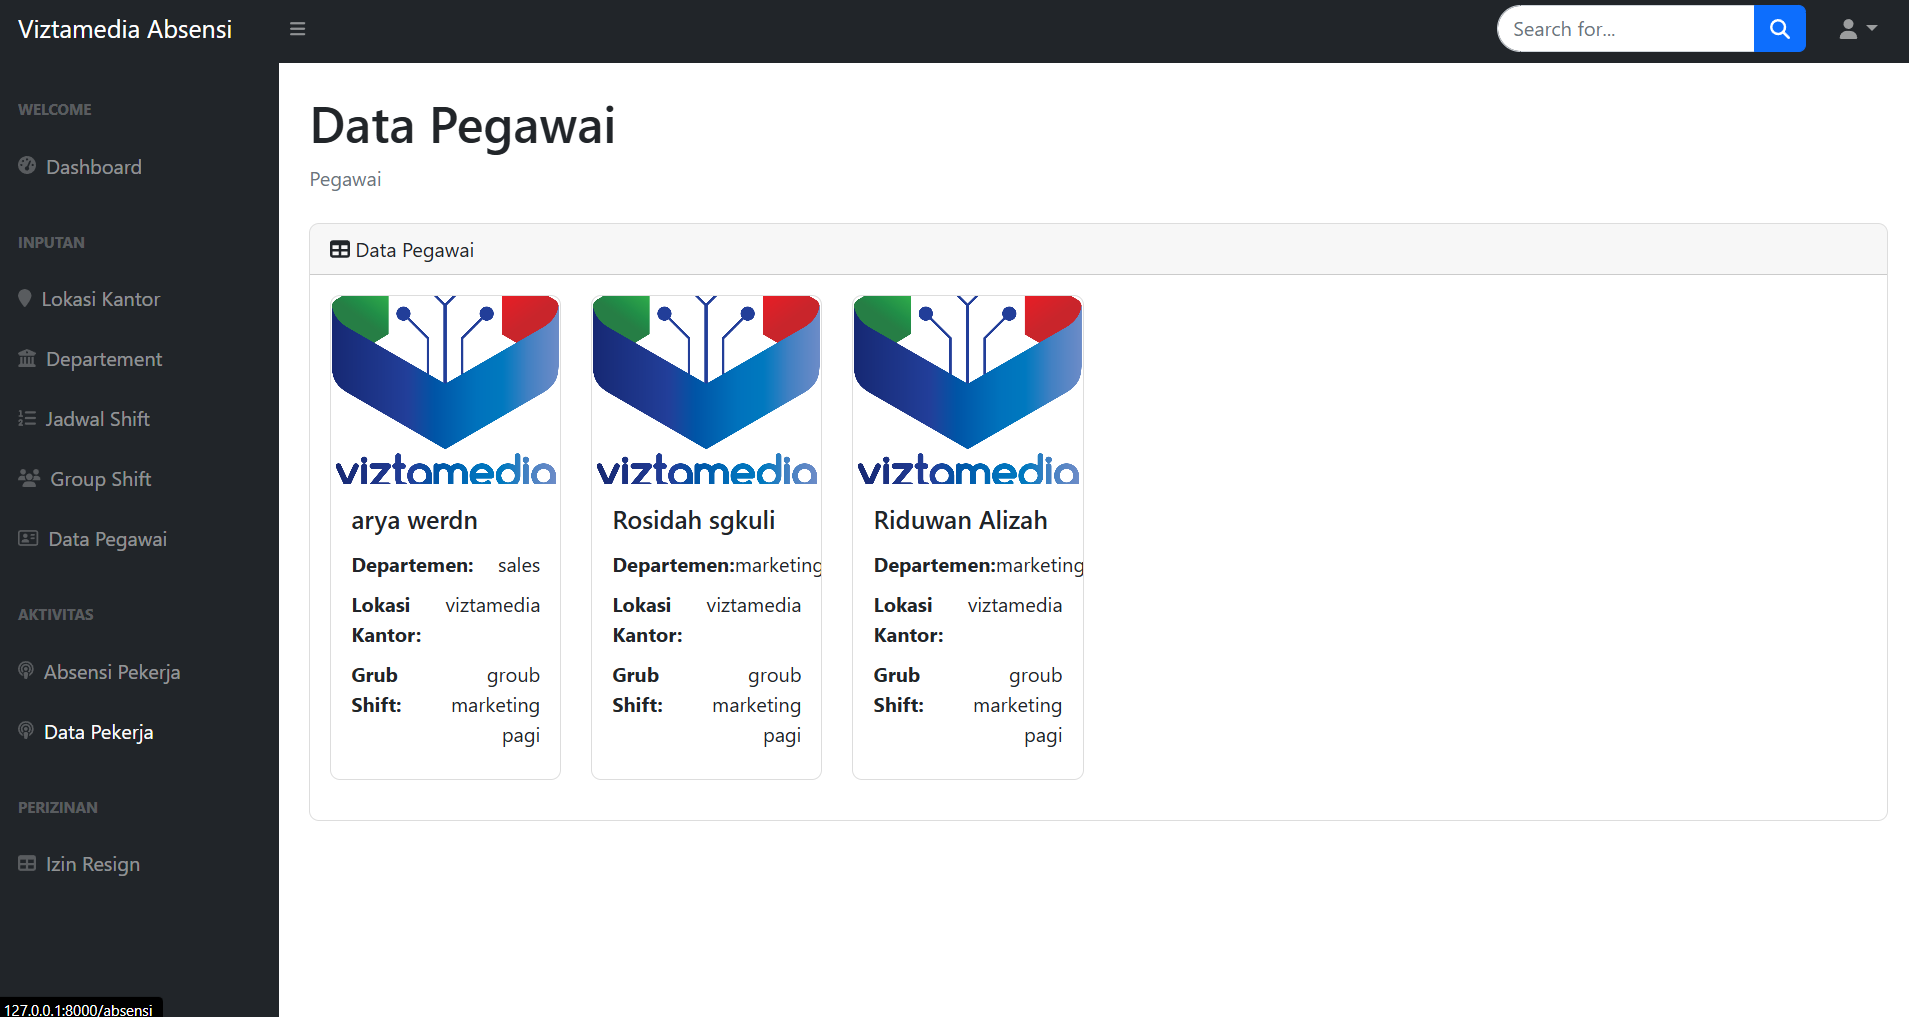 Viztamedia Absensi
Search for...
WELCOME
Dashboard
INPUTAN
Lokasi Kantor
Departement
Jadwal Shift
Group Shift
Data Pegawai
AKTIVITAS
Absensi Pekerja
Data Pekerja
PERIZINAN
Izin Resign
127.0.0.1:8000/absensi
Data Pegawai
Pegawai
Data Pegawai
viztamedia
arya werdn
Departemen: sales
Lokasi Kantor: viztamedia
Grub Shift: groub marketing pagi
viztamedia
Rosidah sgkuli
Departemen:marketing
Lokasi Kantor: viztamedia
Grub Shift: groub marketing pagi
viztamedia
Riduwan Alizah
Departemen:marketing
Lokasi Kantor: viztamedia
Grub Shift: groub marketing pagi